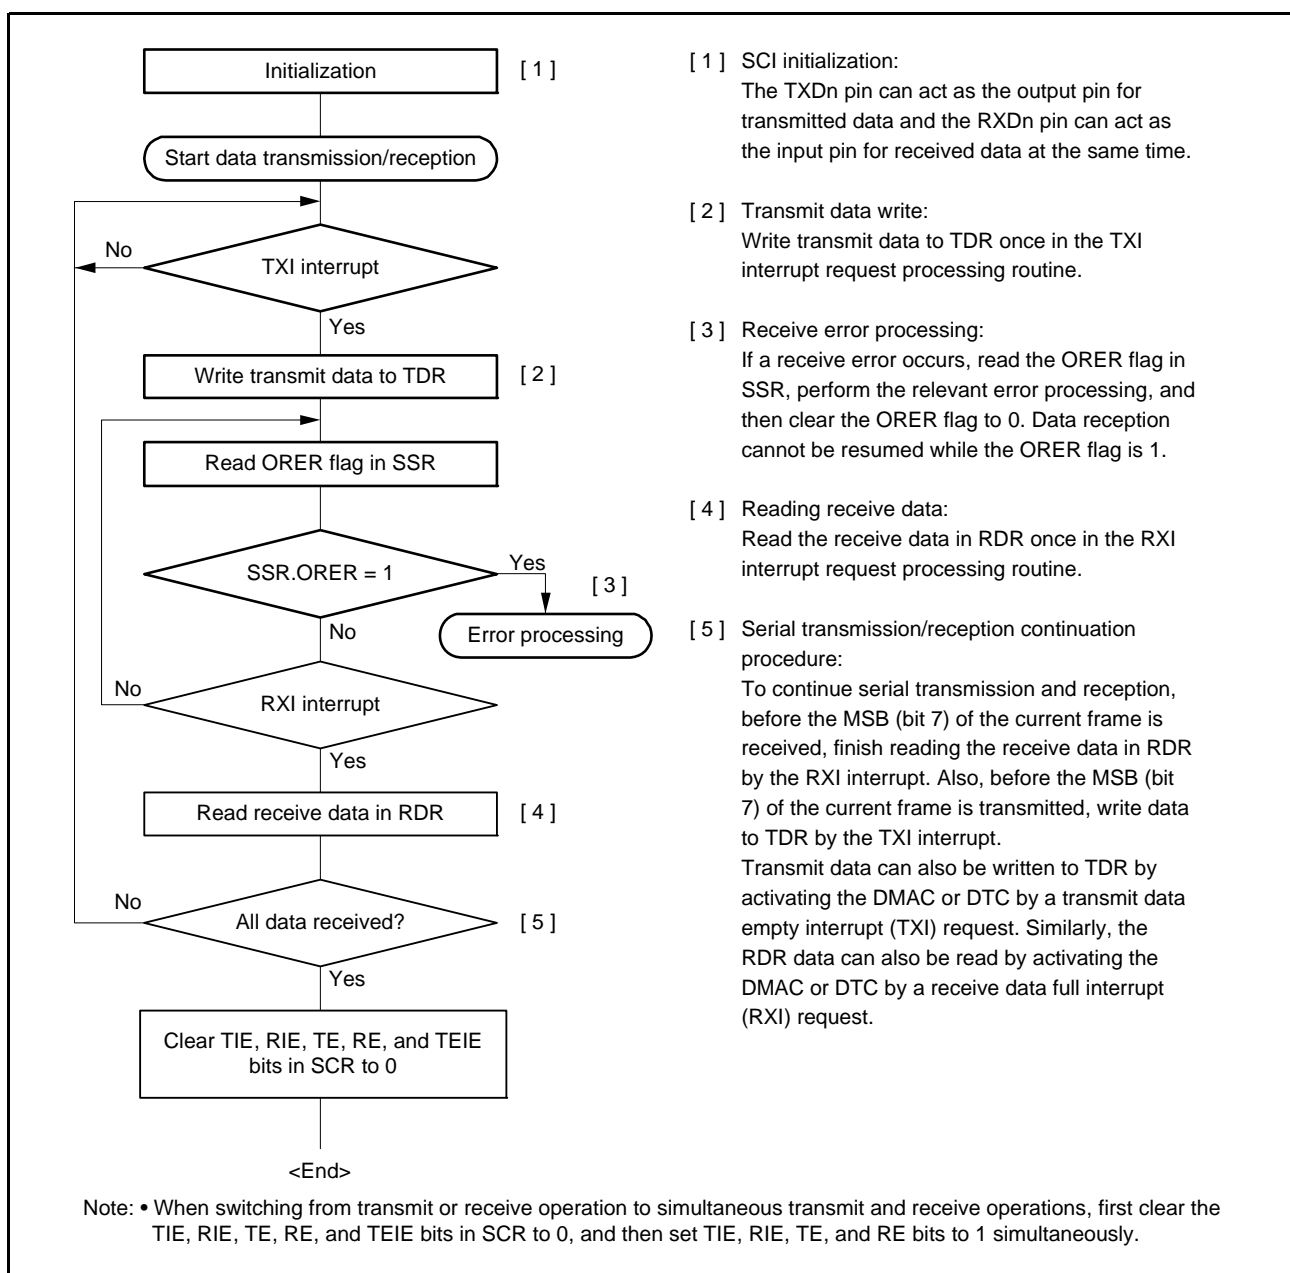 Initialization [ 1 ]
Start data transmission/reception
No
TXI interrupt
Yes
Write transmit data to TDR [ 2 ]
Read ORER flag in SSR
SSR.ORER = 1
Yes
[ 3 ]
Error processing
No
No
RXI interrupt
Yes
Read receive data in RDR [ 4 ]
No
All data received? [ 5 ]
Yes
Clear TIE, RIE, TE, RE, and TEIE
bits in SCR to 0
<End>
[ 1 ] SCI initialization:
The TXDn pin can act as the output pin for
transmitted data and the RXDn pin can act as
the input pin for received data at the same time.
[ 2 ] Transmit data write:
Write transmit data to TDR once in the TXI
interrupt request processing routine.
[ 3 ] Receive error processing:
If a receive error occurs, read the ORER flag in
SSR, perform the relevant error processing, and
then clear the ORER flag to 0. Data reception
cannot be resumed while the ORER flag is 1.
[ 4 ] Reading receive data:
Read the receive data in RDR once in the RXI
interrupt request processing routine.
[ 5 ] Serial transmission/reception continuation
procedure:
To continue serial transmission and reception,
before the MSB (bit 7) of the current frame is
received, finish reading the receive data in RDR
by the RXI interrupt. Also, before the MSB (bit
7) of the current frame is transmitted, write data
to TDR by the TXI interrupt.
Transmit data can also be written to TDR by
activating the DMAC or DTC by a transmit data
empty interrupt (TXI) request. Similarly, the
RDR data can also be read by activating the
DMAC or DTC by a receive data full interrupt
(RXI) request.
Note: • When switching from transmit or receive operation to simultaneous transmit and receive operations, first clear the
TIE, RIE, TE, RE, and TEIE bits in SCR to 0, and then set TIE, RIE, TE, and RE bits to 1 simultaneously.